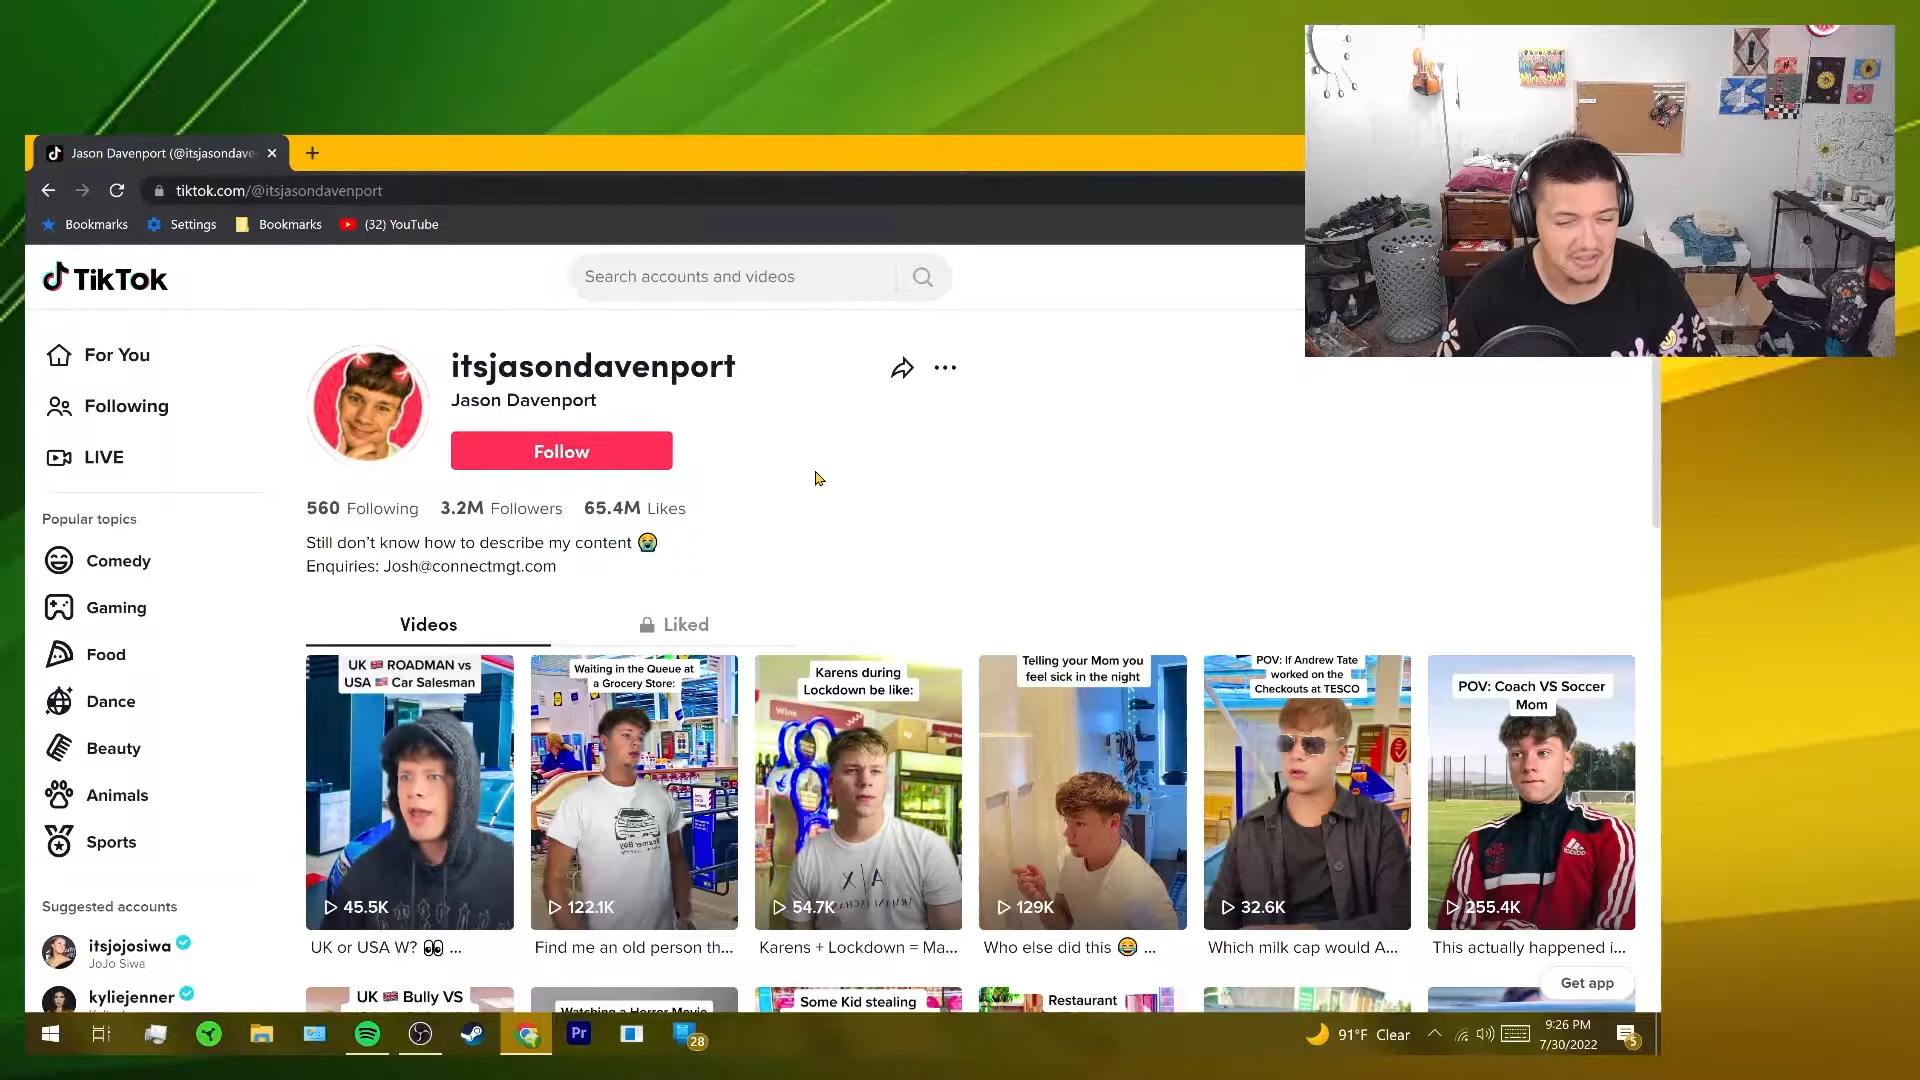 Jason Davenport (@itsjasondave
tiktok.com/@itsjasondavenport
Bookmarks Settings Bookmarks (32) YouTube
TikTok
Search accounts and videos
For You
Following
LIVE
Popular topics
Comedy
Gaming
Food
Dance
Beauty
Animals
Sports
Suggested accounts
itsjojosiwa
JoJo Siwa
kyliejenner
itsjasondavenport
Jason Davenport
Follow
560 Following 3.2M Followers 65.4M Likes
Still don’t know how to describe my content 😭
Enquiries: Josh@connectmgt.com
Videos Liked
UK 🇬🇧 ROADMAN vs
USA 🇺🇸 Car Salesman
45.5K
UK or USA W? 👀 ...
Waiting in the Queue at
a Grocery Store:
122.1K
Find me an old person th...
Karens during
Lockdown be like:
Wine
A|X
54.7K
Karens + Lockdown = Ma...
Telling your Mom you
feel sick in the night
129K
Who else did this 😂 ...
POV: If Andrew Tate
worked on the
Checkouts at TESCO
32.6K
Which milk cap would A...
POV: Coach VS Soccer
Mom
255.4K
This actually happened i...
UK 🇬🇧 Bully VS
Watching a Horror Movie
Some Kid stealing
Restaurant
Get app
Pr
28
91°F Clear
9:26 PM
7/30/2022
5